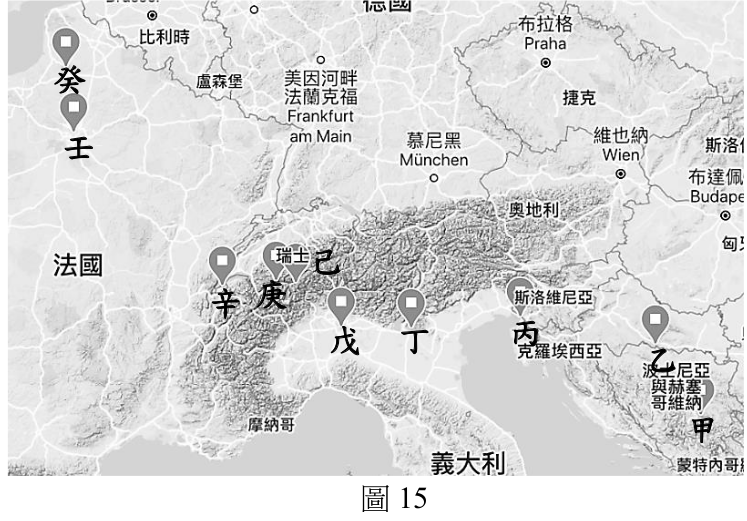 德國
布拉格
Praha
比利時
癸
盧森堡
美因河畔
法蘭克福
Frankfurt
am Main
捷克
壬
慕尼黑
München
維也納
Wien
布達佩
Budape
奧地利
匈牙
法國
瑞士
己
辛
庚
斯洛維尼亞
戊
丁
丙
克羅埃西亞
乙
波士尼亞
與赫塞
哥維納
甲
摩納哥
義大利
蒙特內哥羅
圖 15